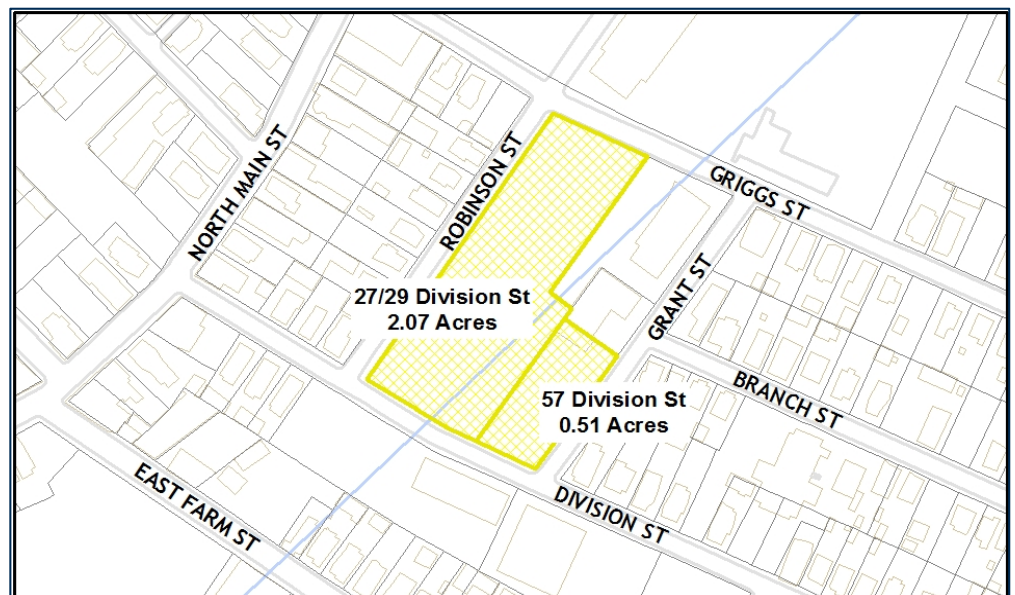 NORTH MAIN ST
ROBINSON ST
GRIGGS ST
27/29 Division St
2.07 Acres
GRANT ST
57 Division St
0.51 Acres
BRANCH ST
EAST FARM ST
DIVISION ST